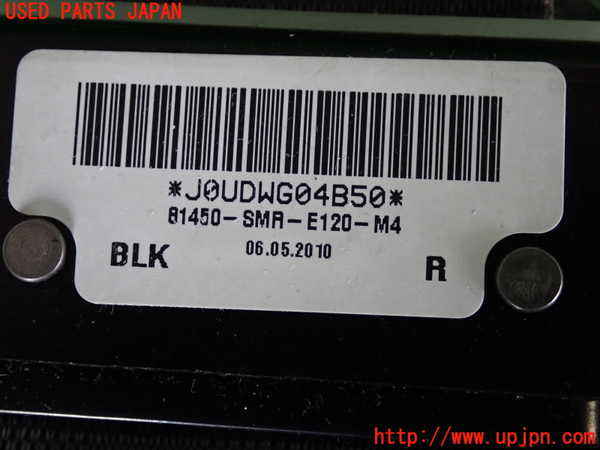 USED PARTS JAPAN
*J0UDWG04B50*
81450-SMR-E120-M4
BLK
06.05.2010
R
http://www.upjpn.com/